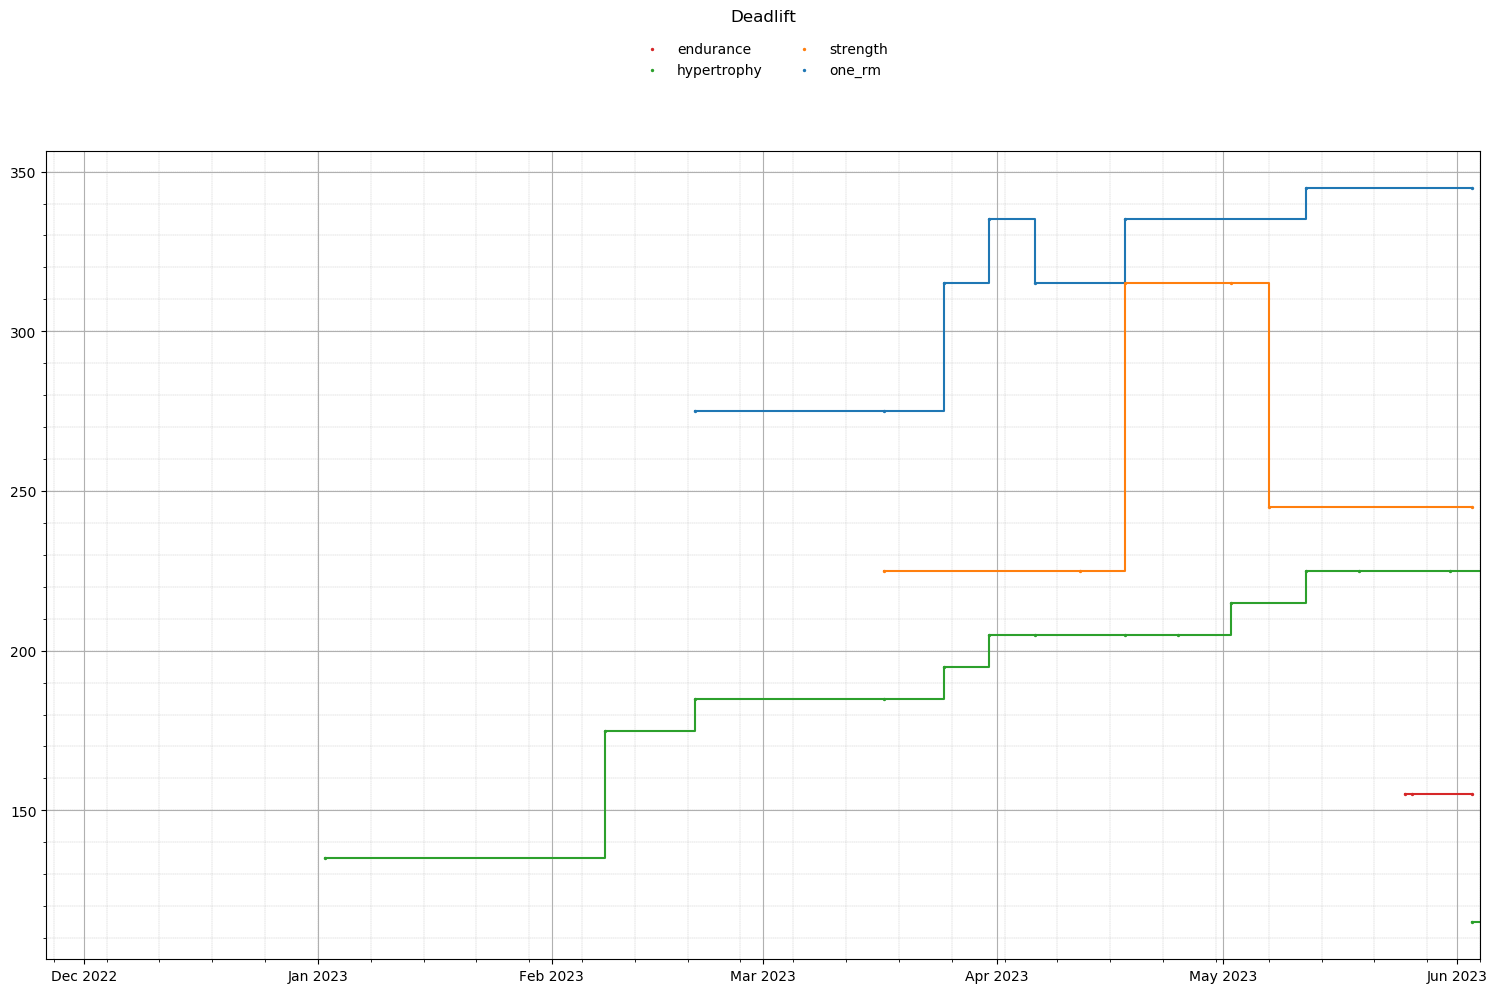 Deadlift
endurance strength
hypertrophy one_rm
350
300
250
200
150
Dec 2022 Jan 2023 Feb 2023 Mar 2023 Apr 2023 May 2023 Jun 2023